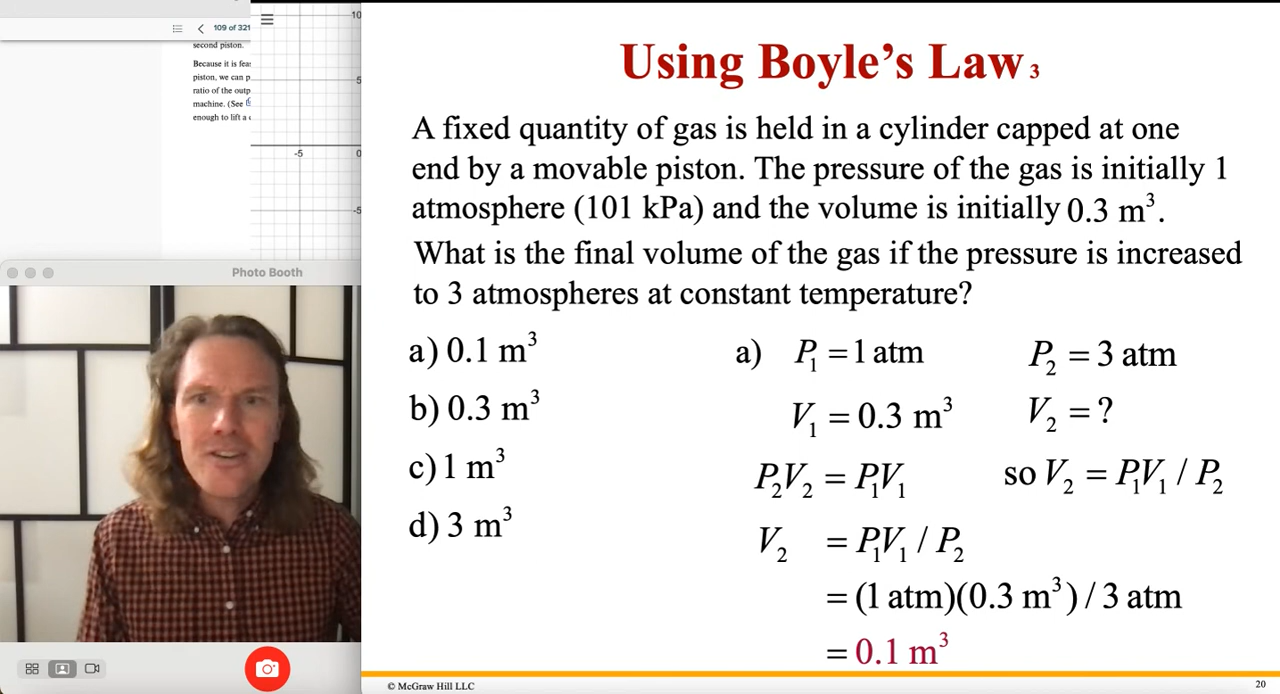 109 of 321
second piston.
Because it is fea
piston, we can p
ratio of the outp
machine. (See
enough to lift a
10
5
-5
0
-5
Photo Booth
Using Boyle's Law 3
A fixed quantity of gas is held in a cylinder capped at one
end by a movable piston. The pressure of the gas is initially 1
atmosphere (101 kPa) and the volume is initially 0.3 m³.
What is the final volume of the gas if the pressure is increased
to 3 atmospheres at constant temperature?
a) 0.1 m³
b) 0.3 m³
c) 1 m³
d) 3 m³
a) P₁ = 1 atm P₂ = 3 atm
V₁ = 0.3 m³ V₂ = ?
P₂V₂ = P₁V₁ so V₂ = P₁V₁ / P₂
V₂ = P₁V₁ / P₂
= (1 atm)(0.3 m³) / 3 atm
= 0.1 m³
© McGraw Hill LLC
20